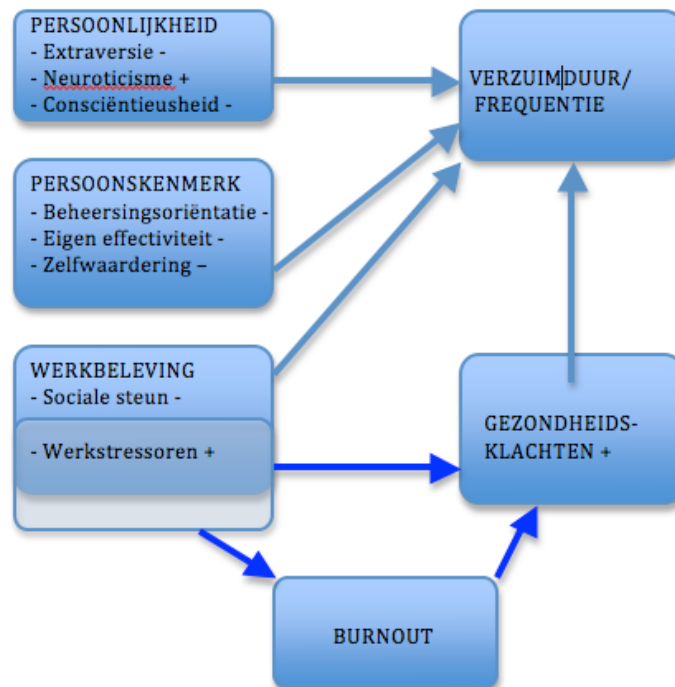 PERSOONLIJKHEID
- Extraversie -
- Neuroticisme +
- Consciëntieusheid -
VERZUIMDUUR/
FREQUENTIE
PERSOONSKENMERK
- Beheersingsoriëntatie -
- Eigen effectiviteit -
- Zelfwaardering –
WERKBELEVING
- Sociale steun -
- Werkstressoren +
GEZONDHEIDS-
KLACHTEN +
BURNOUT